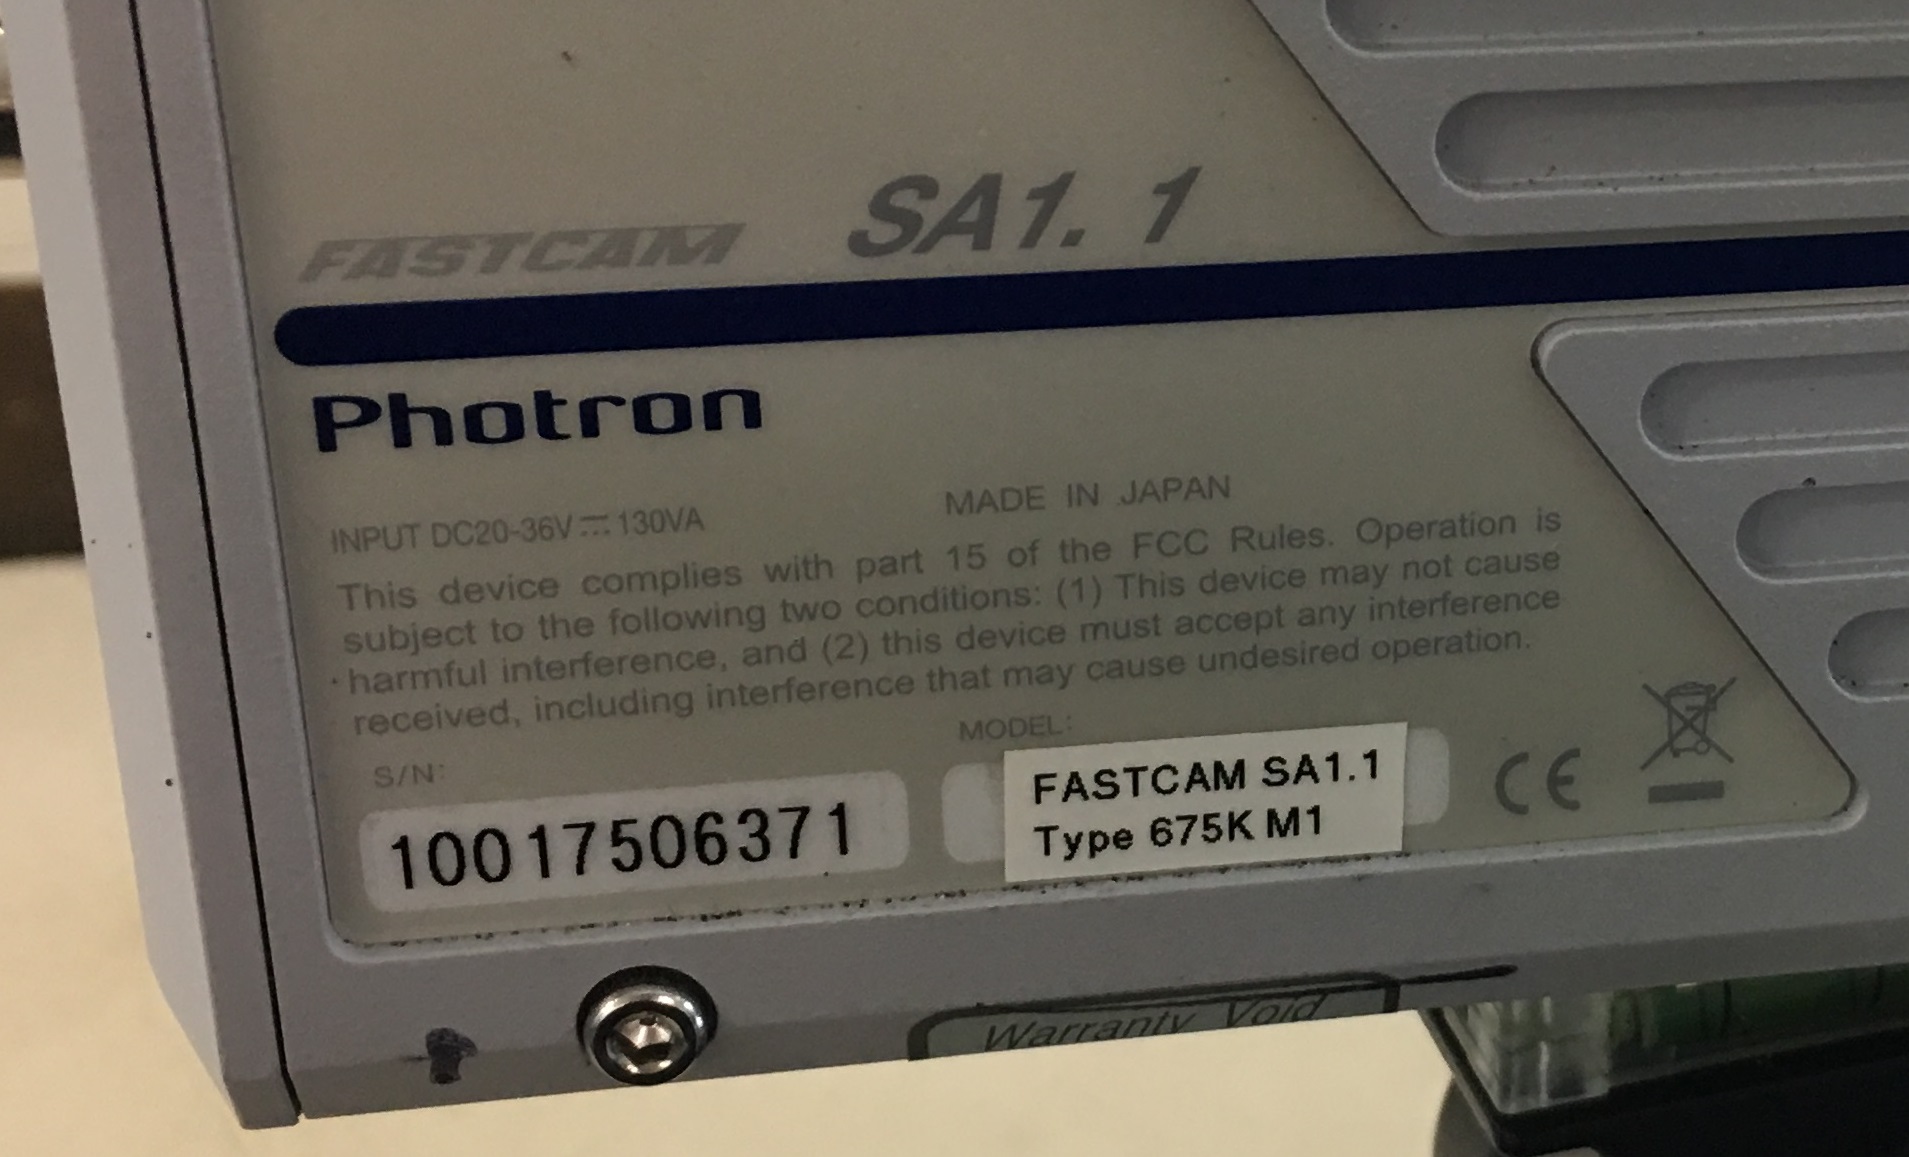 FASTCAM SA1. 1
Photron
INPUT DC20-36V⎓130VA MADE IN JAPAN
This device complies with part 15 of the FCC Rules. Operation is
subject to the following two conditions: (1) This device may not cause
harmful interference, and (2) this device must accept any interference
received, including interference that may cause undesired operation.
S/N: MODEL:
10017506371
FASTCAM SA1.1
Type 675K M1
CE
Warranty Void